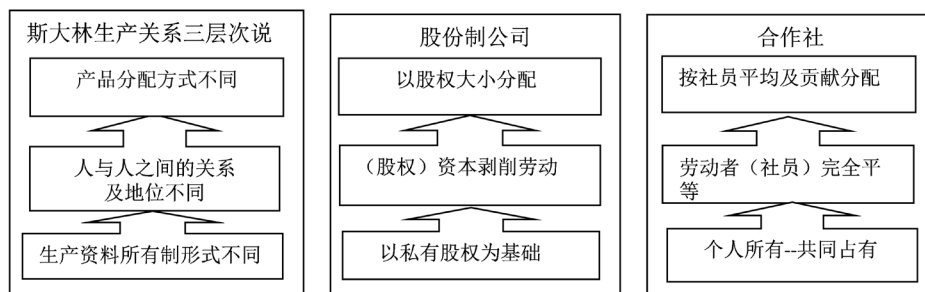 斯大林生产关系三层次说
产品分配方式不同
人与人之间的关系
及地位不同
生产资料所有制形式不同
股份制公司
以股权大小分配
（股权）资本剥削劳动
以私有股权为基础
合作社
按社员平均及贡献分配
劳动者（社员）完全平
等
个人所有--共同占有